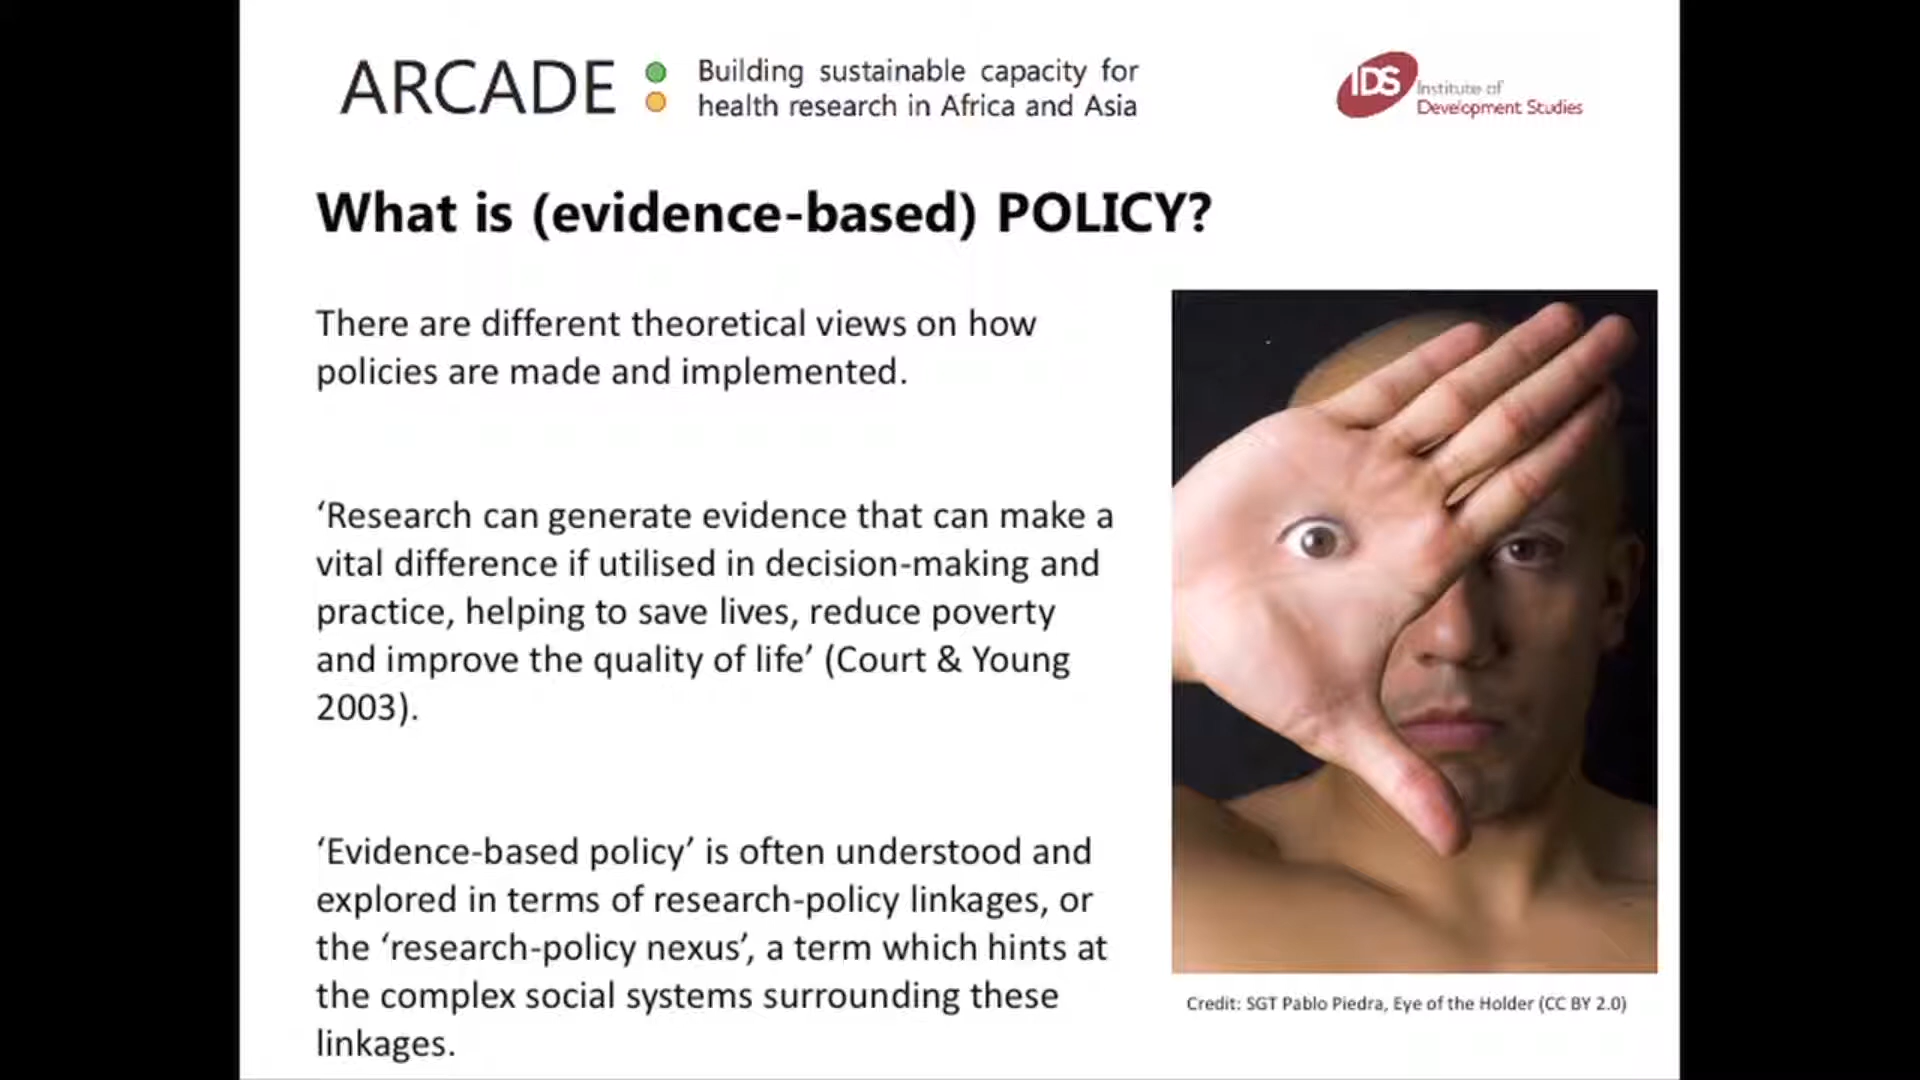 ARCADE
Building sustainable capacity for
health research in Africa and Asia
IDS
Institute of
Development Studies
What is (evidence-based) POLICY?
There are different theoretical views on how
policies are made and implemented.
‘Research can generate evidence that can make a
vital difference if utilised in decision-making and
practice, helping to save lives, reduce poverty
and improve the quality of life’ (Court & Young
2003).
‘Evidence-based policy’ is often understood and
explored in terms of research-policy linkages, or
the ‘research-policy nexus’, a term which hints at
the complex social systems surrounding these
linkages.
Credit: SGT Pablo Piedra, Eye of the Holder (CC BY 2.0)